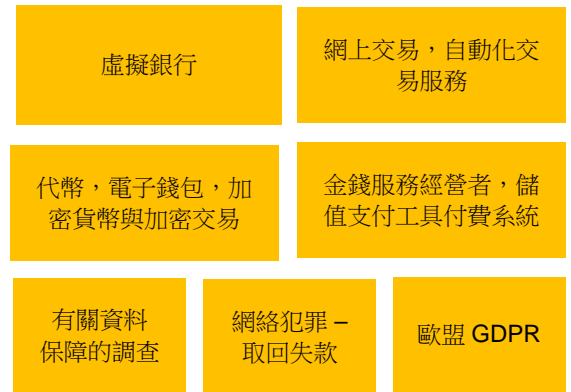 虛擬銀行
網上交易，自動化交
易服務
代幣，電子錢包，加
密貨幣與加密交易
金錢服務經營者，儲
值支付工具付費系統
有關資料
保障的調查
網絡犯罪 –
取回失款
歐盟 GDPR